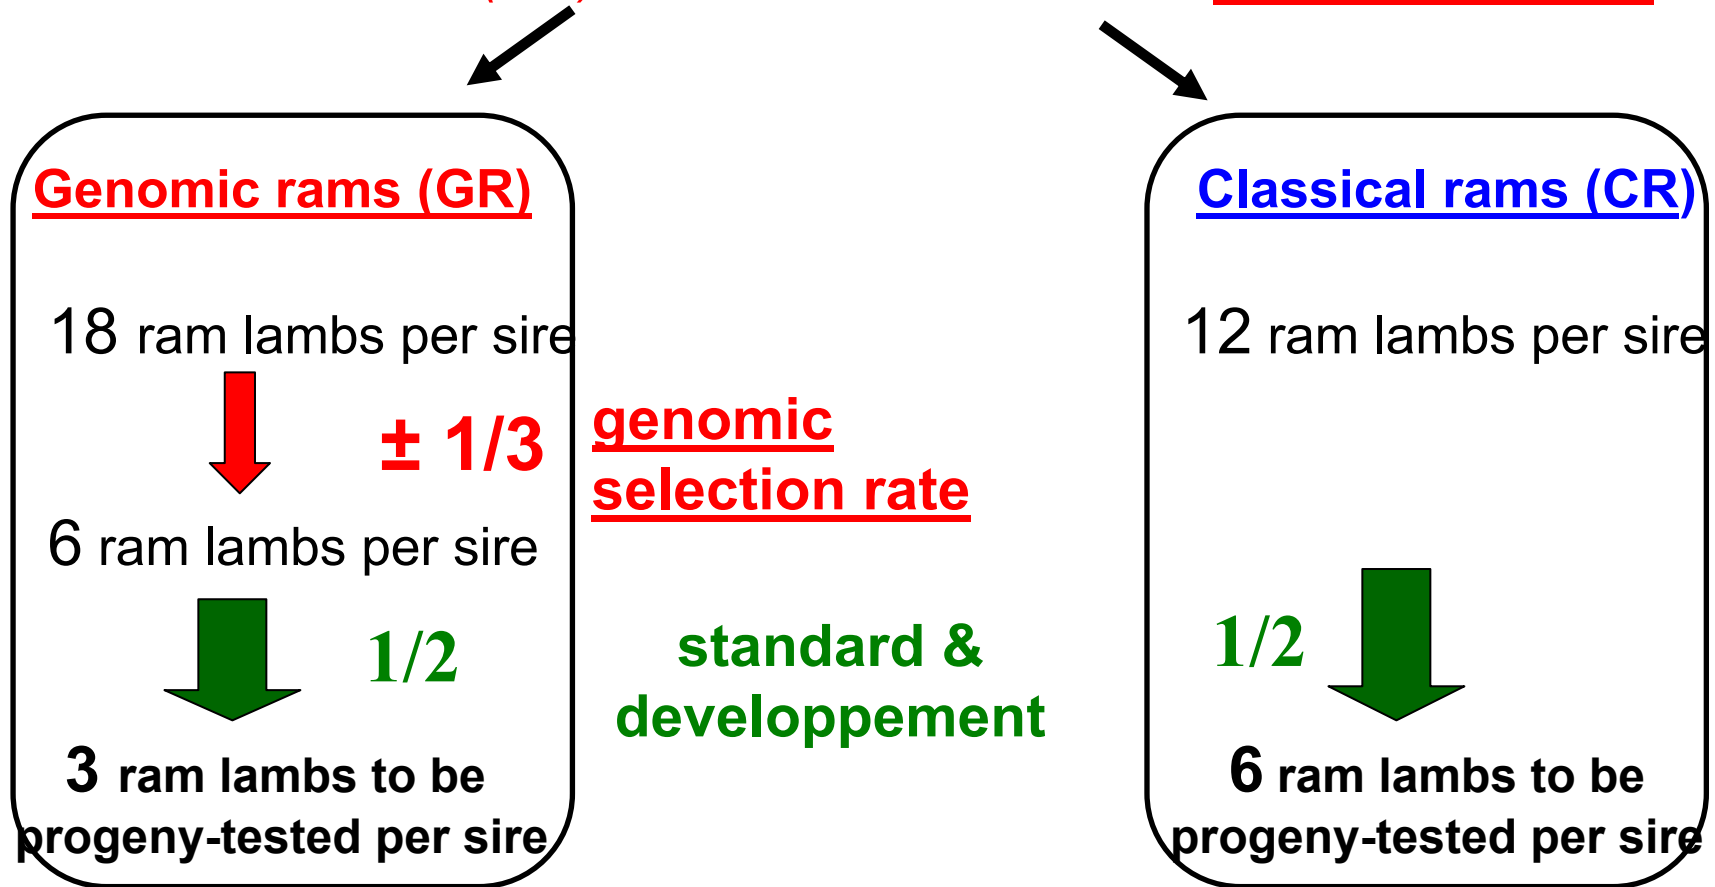 Genomic rams (GR)
18 ram lambs per sire
± 1/3
6 ram lambs per sire
1/2
3 ram lambs to be
progeny-tested per sire
genomic
selection rate
standard &
developpement
Classical rams (CR)
12 ram lambs per sire
1/2
6 ram lambs to be
progeny-tested per sire